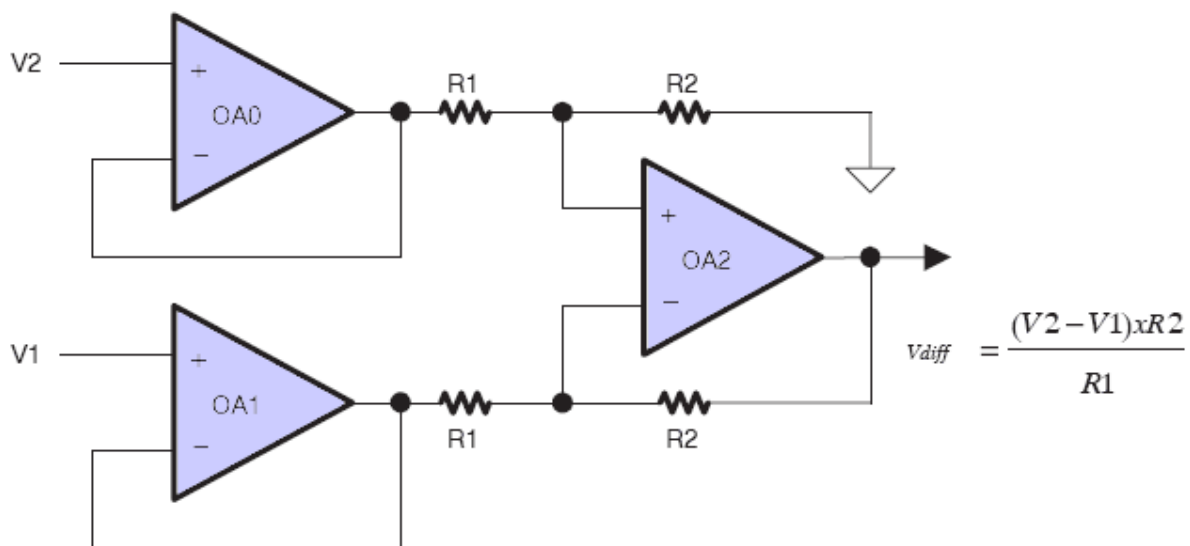 V2
+
OA0
−
R1
R2
+
OA2
−
V1
+
OA1
−
R1
R2
Vdiff = (V2−V1)xR2
R1